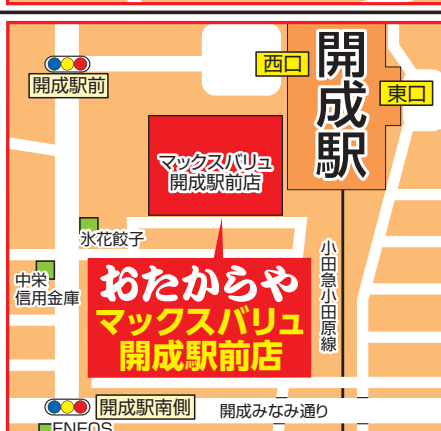 開成駅
西口
東口
開成駅前
マックスバリュ
開成駅前店
氷花餃子
中栄
信用金庫
おたからや
マックスバリュ
開成駅前店
小田急小田原線
開成駅南側
開成みなみ通り
ENEOS